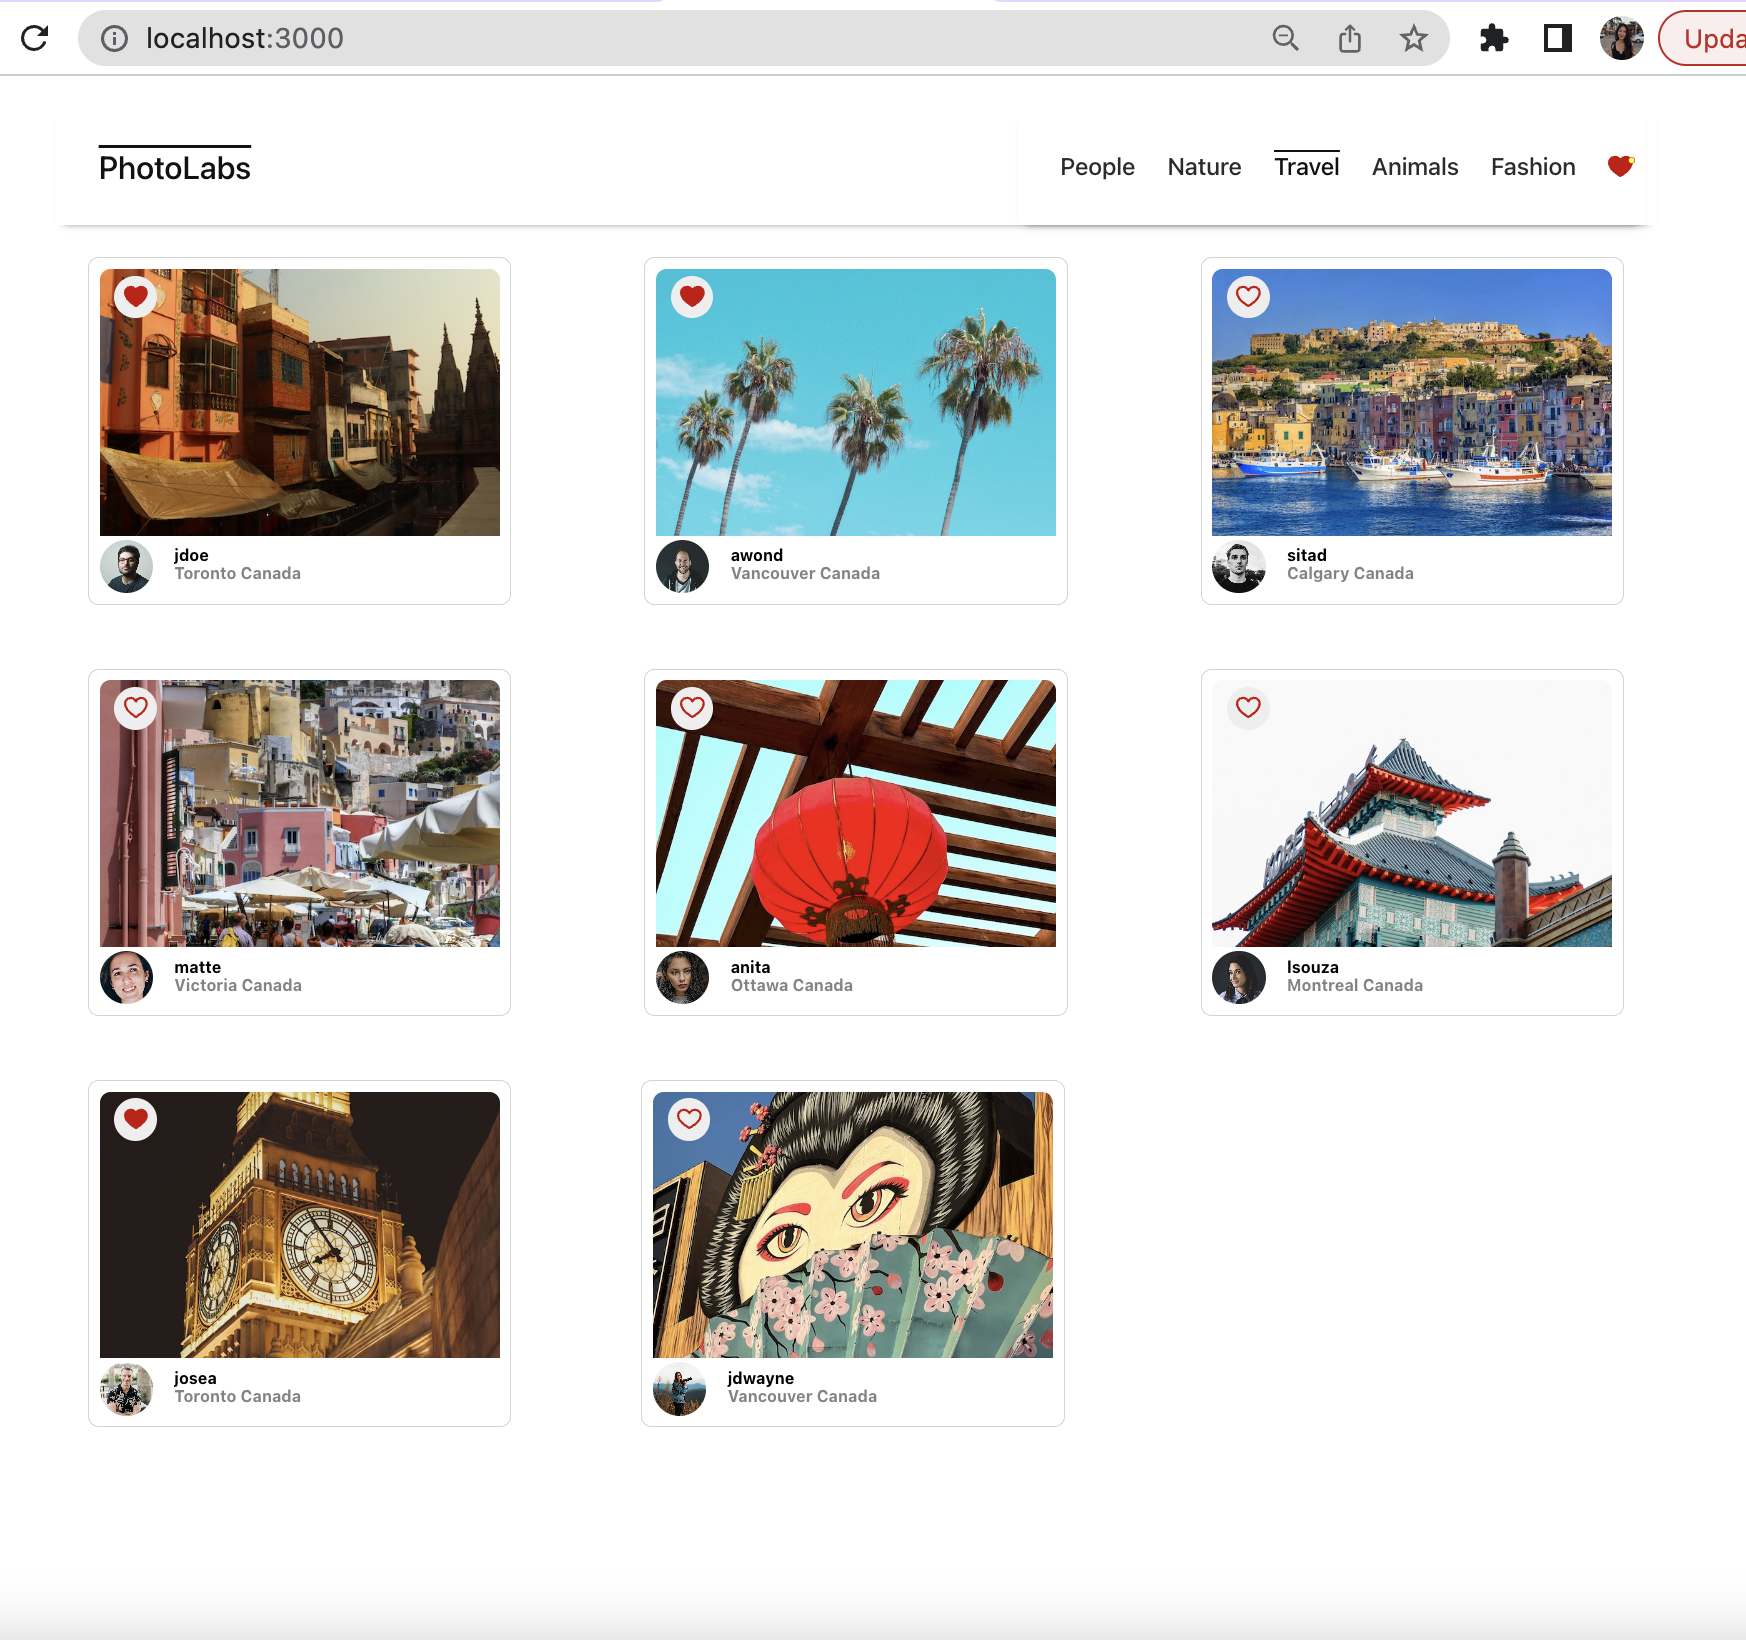 localhost:3000
Upda
PhotoLabs
People Nature Travel Animals Fashion
jdoe
Toronto Canada
awond
Vancouver Canada
sitad
Calgary Canada
matte
Victoria Canada
anita
Ottawa Canada
lsouza
Montreal Canada
josea
Toronto Canada
jdwayne
Vancouver Canada